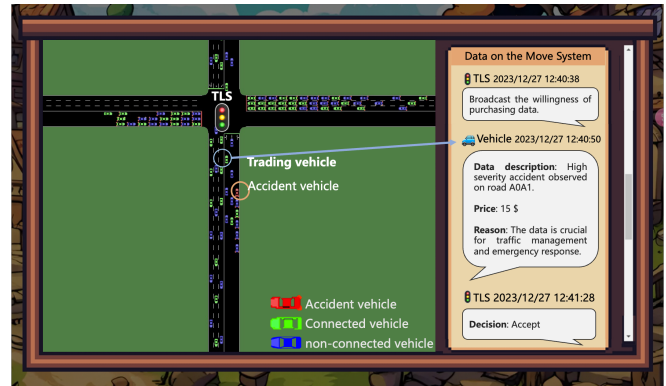 TLS
Trading vehicle
Accident vehicle
Accident vehicle
Connected vehicle
non-connected vehicle
Data on the Move System
TLS 2023/12/27 12:40:38
Broadcast the willingness of
purchasing data.
Vehicle 2023/12/27 12:40:50
Data description: High
severity accident observed
on road A0A1.
Price: 15 $
Reason: The data is crucial
for traffic management
and emergency response.
TLS 2023/12/27 12:41:28
Decision: Accept